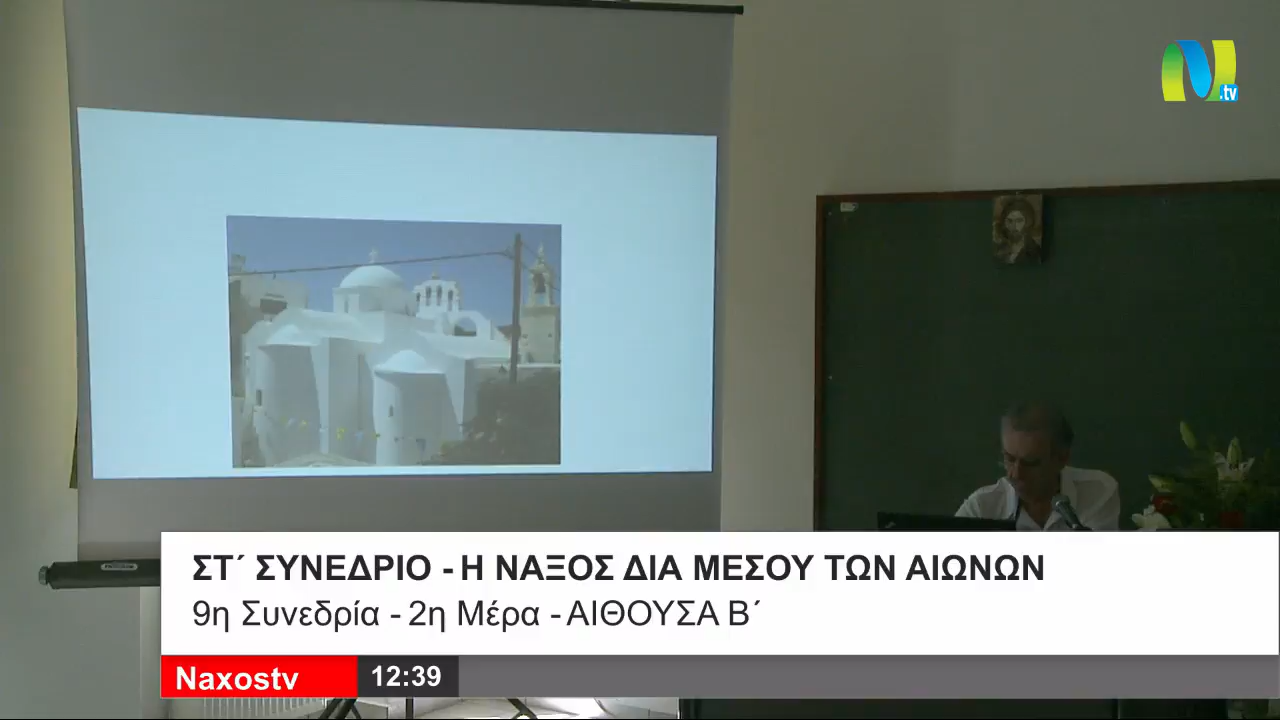 N.tv
ΣΤ΄ ΣΥΝΕΔΡΙΟ - Η ΝΑΞΟΣ ΔΙΑ ΜΕΣΟΥ ΤΩΝ ΑΙΩΝΩΝ
9η Συνεδρία - 2η Μέρα - ΑΙΘΟΥΣΑ Β΄
Naxostv 12:39